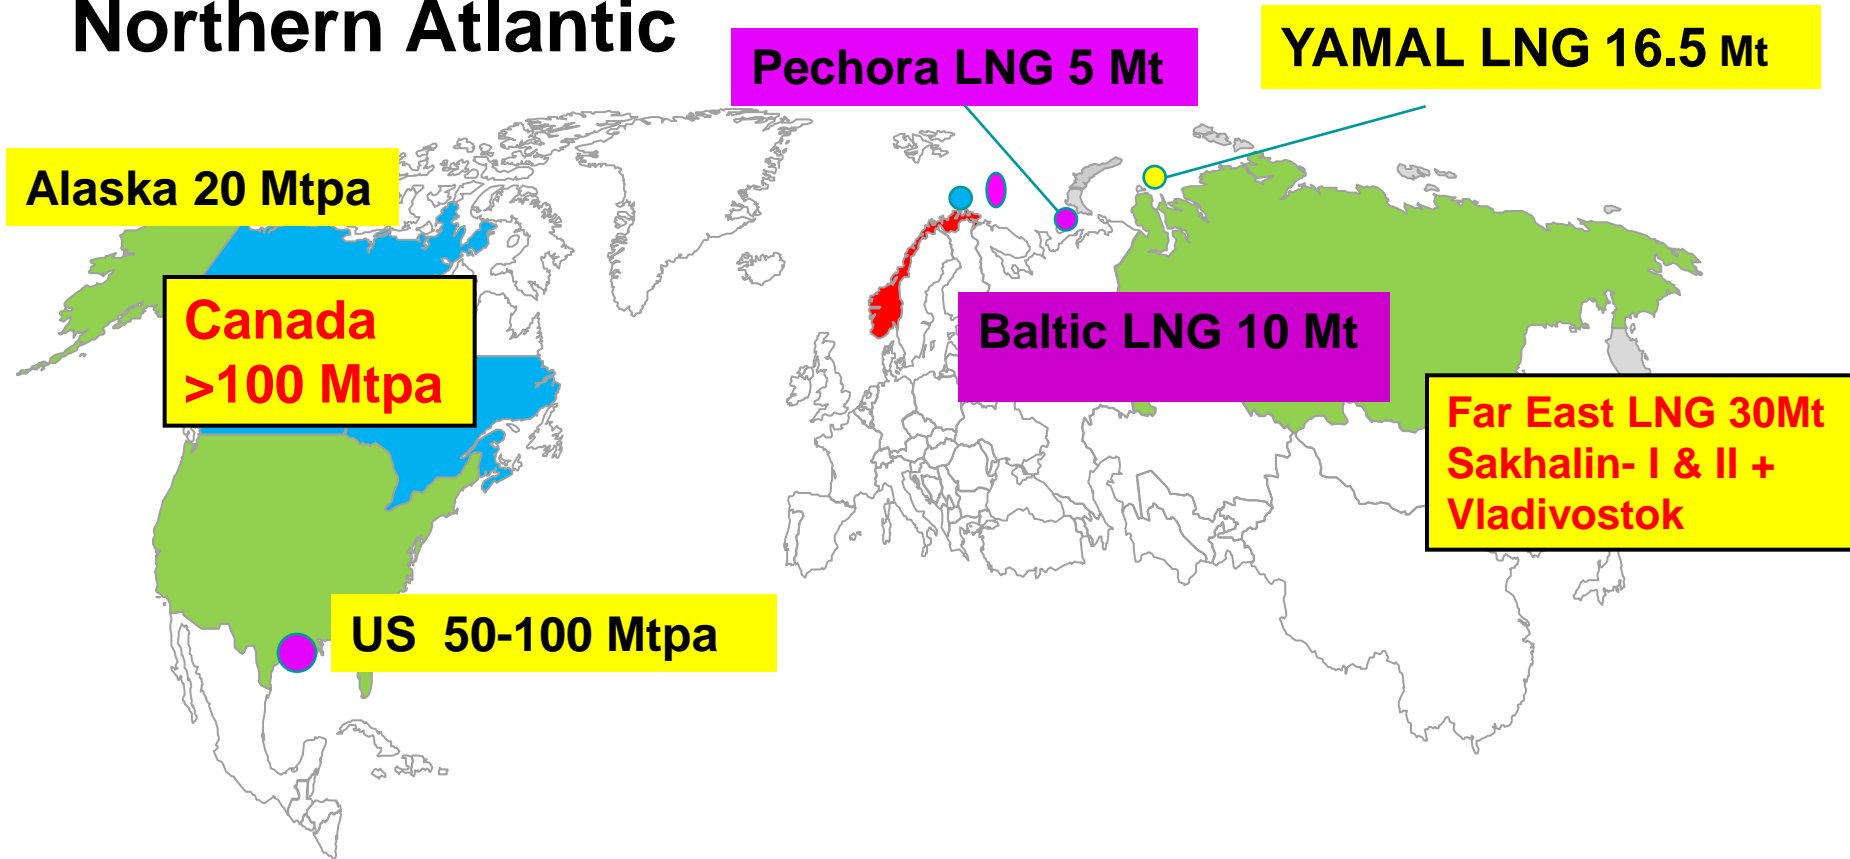 Northern Atlantic
Pechora LNG 5 Mt
YAMAL LNG 16.5 Mt
Alaska 20 Mtpa
Canada
>100 Mtpa
Baltic LNG 10 Mt
Far East LNG 30Mt
Sakhalin- I & II +
Vladivostok
US 50-100 Mtpa